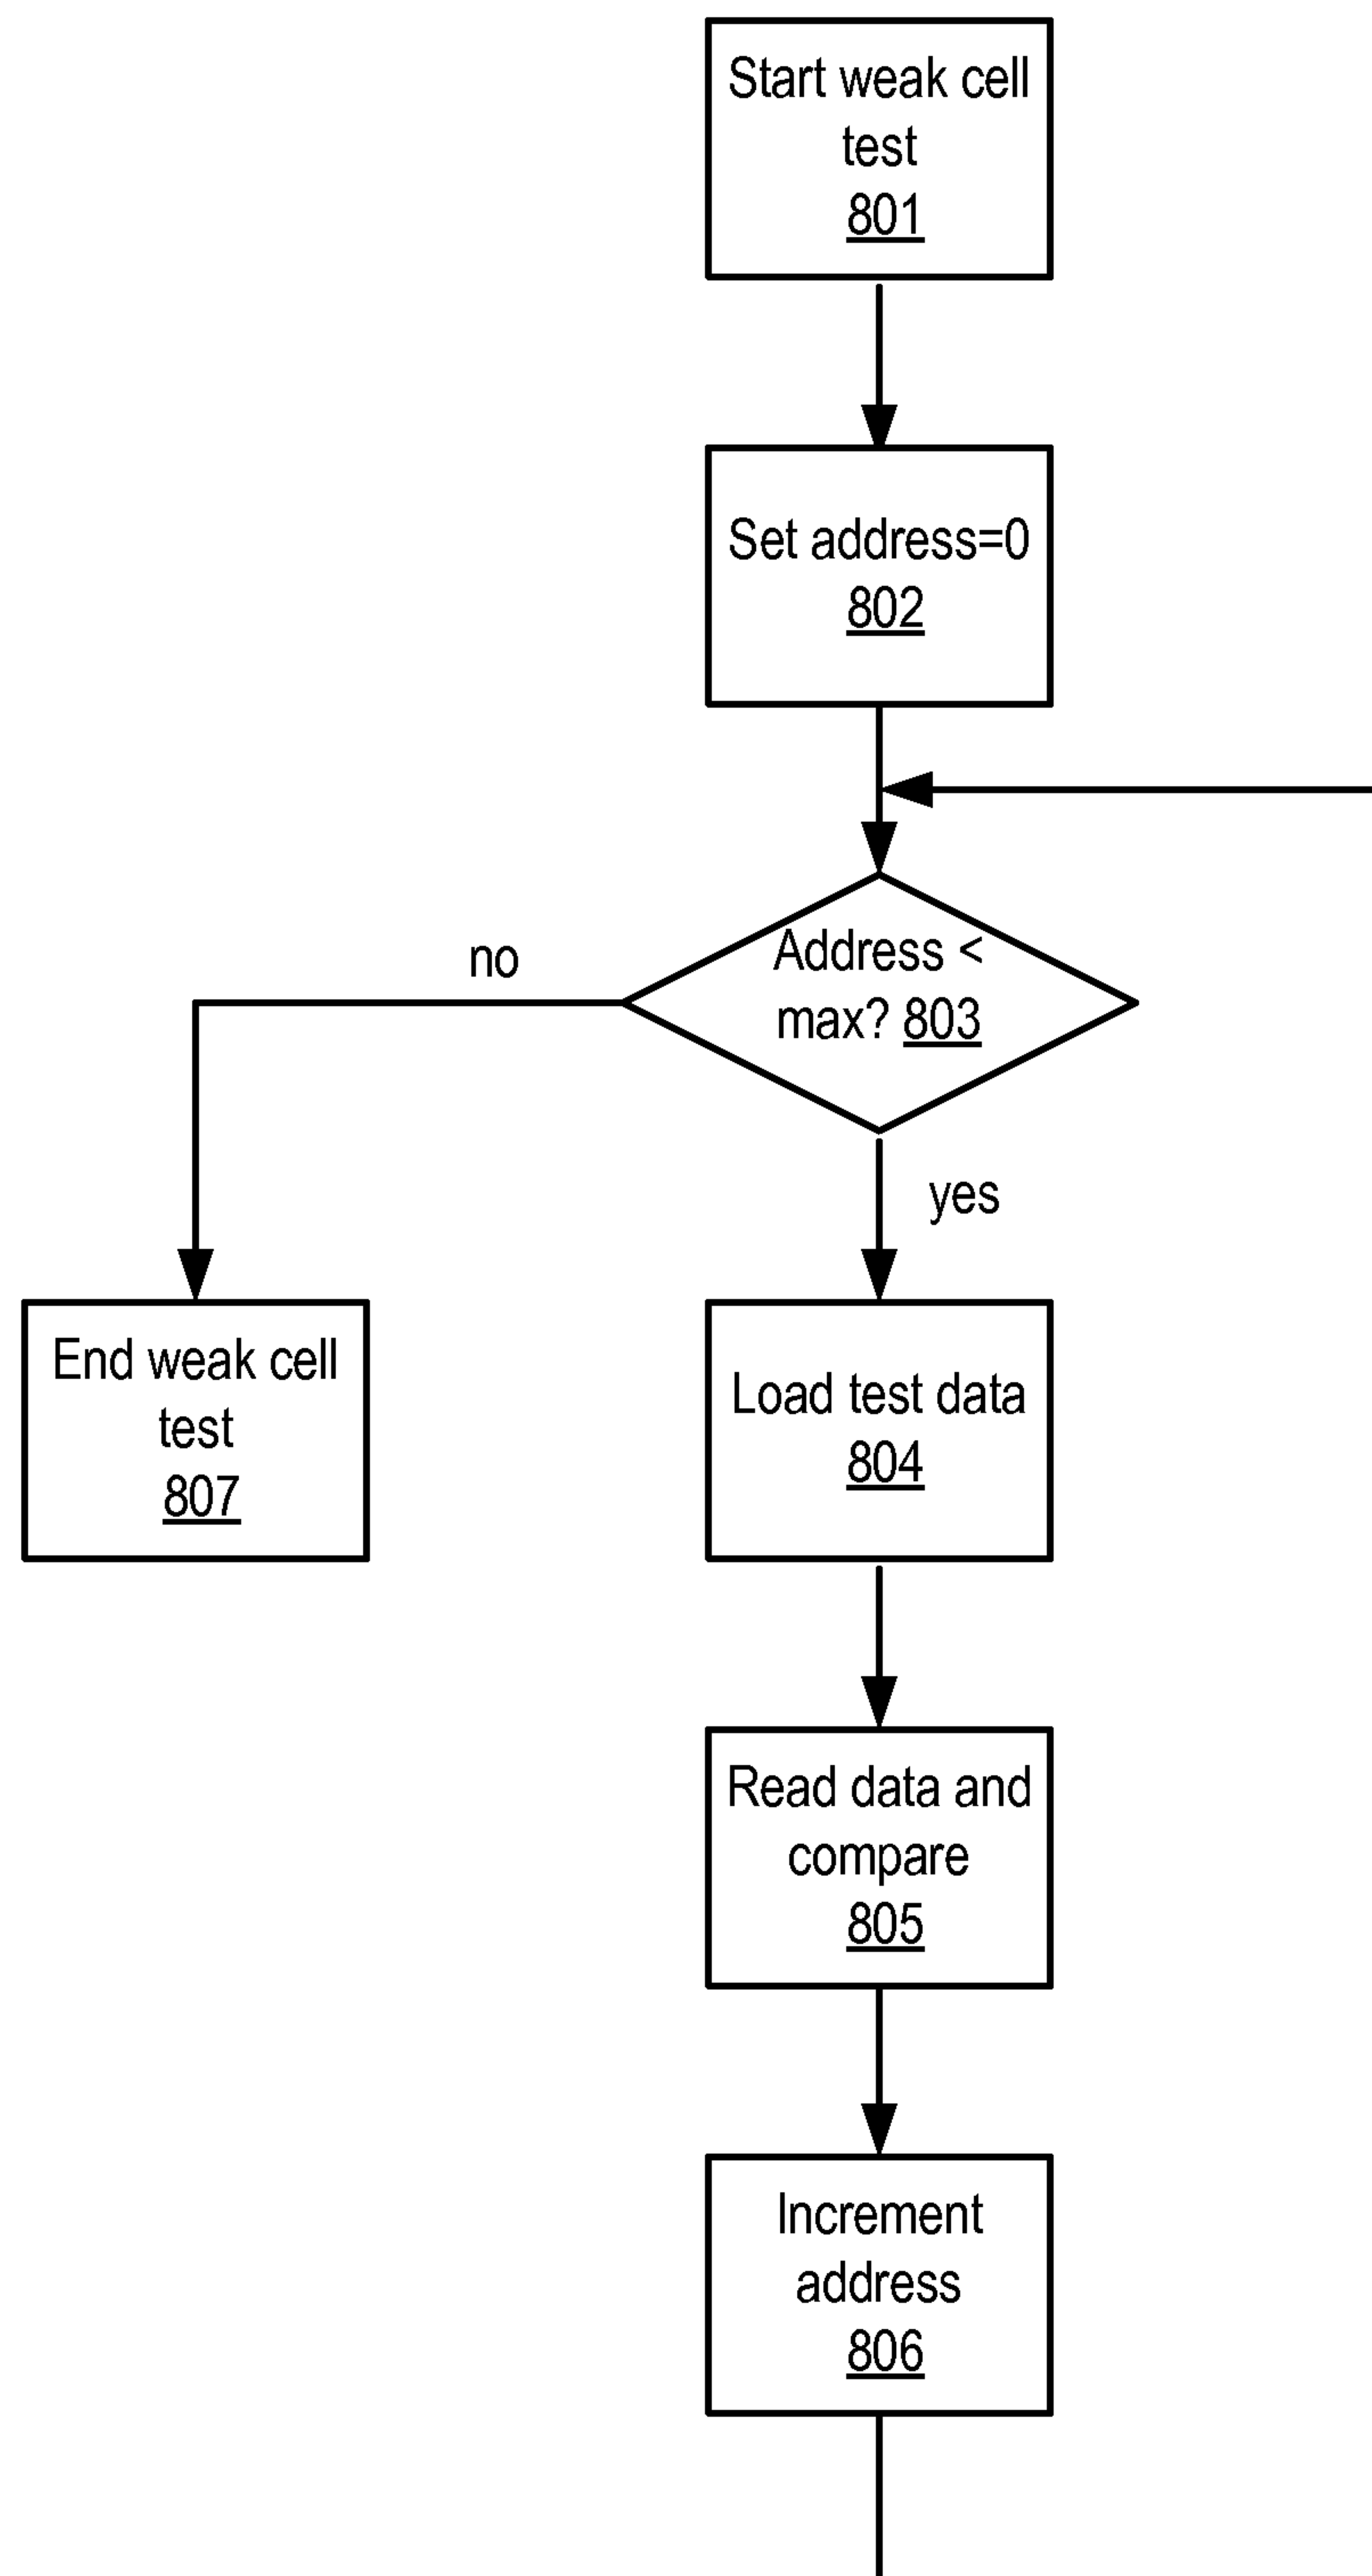 Start weak cell
test
801
Set address=0
802
no
Address <
max? 803
yes
End weak cell
test
807
Load test data
804
Read data and
compare
805
Increment
address
806